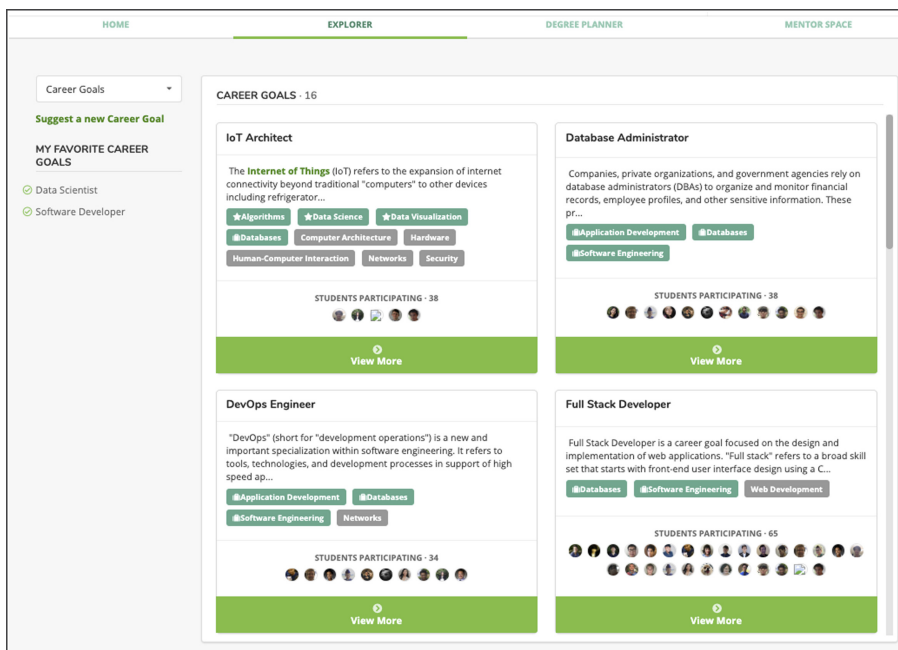 HOME EXPLORER DEGREE PLANNER MENTOR SPACE
Career Goals
Suggest a new Career Goal
MY FAVORITE CAREER
GOALS
Data Scientist
Software Developer
CAREER GOALS - 16
IoT Architect
The Internet of Things (IoT) refers to the expansion of internet
connectivity beyond traditional "computers" to other devices
including refrigerator...
Algorithms Data Science Data Visualization
Databases Computer Architecture Hardware
Human-Computer Interaction Networks Security
STUDENTS PARTICIPATING · 38
View More
Database Administrator
Companies, private organizations, and government agencies rely on
database administrators (DBAs) to organize and monitor financial
records, employee profiles, and other sensitive information. These
pr...
Application Development Databases
Software Engineering
STUDENTS PARTICIPATING · 38
View More
DevOps Engineer
"DevOps" (short for "development operations") is a new and
important specialization within software engineering. It refers to
tools, technologies, and development processes in support of high
speed ap...
Application Development Databases
Software Engineering Networks
STUDENTS PARTICIPATING · 34
View More
Full Stack Developer
Full Stack Developer is a career goal focused on the design and
implementation of web applications. "Full stack" refers to a broad skill
set that starts with front-end user interface design using a C...
Databases Software Engineering Web Development
STUDENTS PARTICIPATING · 65
View More